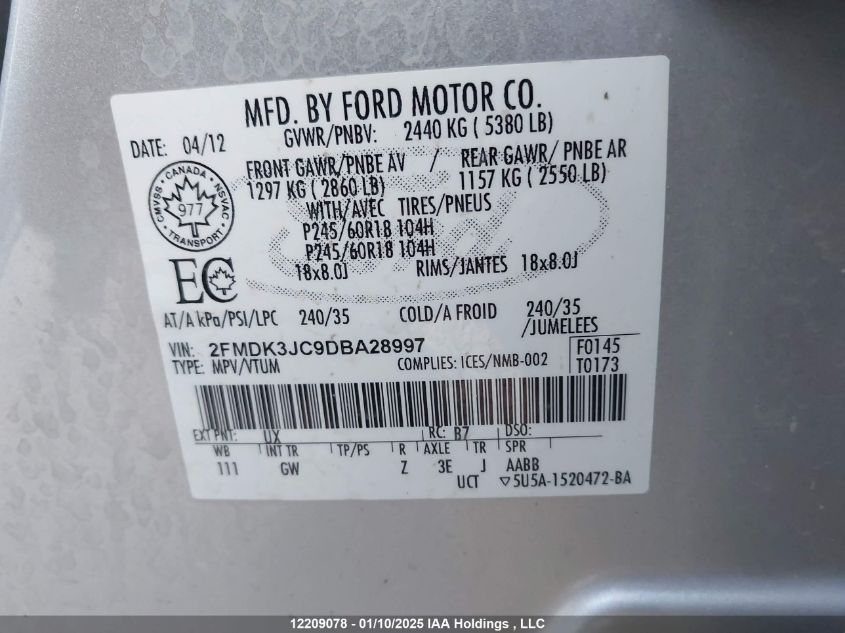 MFD. BY FORD MOTOR CO.
DATE: 04/12
GVWR/PNBV: 2440 KG ( 5380 LB)
FRONT GAWR/PNBE AV / REAR GAWR/ PNBE AR
1297 KG ( 2860 LB) 1157 KG ( 2550 LB)
WITH/AVEC TIRES/PNEUS
P245/60R18 104H
P245/60R18 104H
18x8.0J RIMS/JANTES 18x8.0J
CMVSS - CANADA - NSVAC
977
TRANSPORT
EC
AT/A kPa/PSI/LPC 240/35 COLD/A FROID 240/35
/JUMELEES
VIN: 2FMDK3JC9DBA28997
TYPE: MPV/VTUM COMPLIES: ICES/NMB-002
F0145
T0173
EXT PNT: UX RC: B7 DSO:
WB INT TR TP/PS R AXLE TR SPR
111 GW Z 3E J AABB
UCT ▽5U5A-1520472-BA
12209078 - 01/10/2025 IAA Holdings , LLC